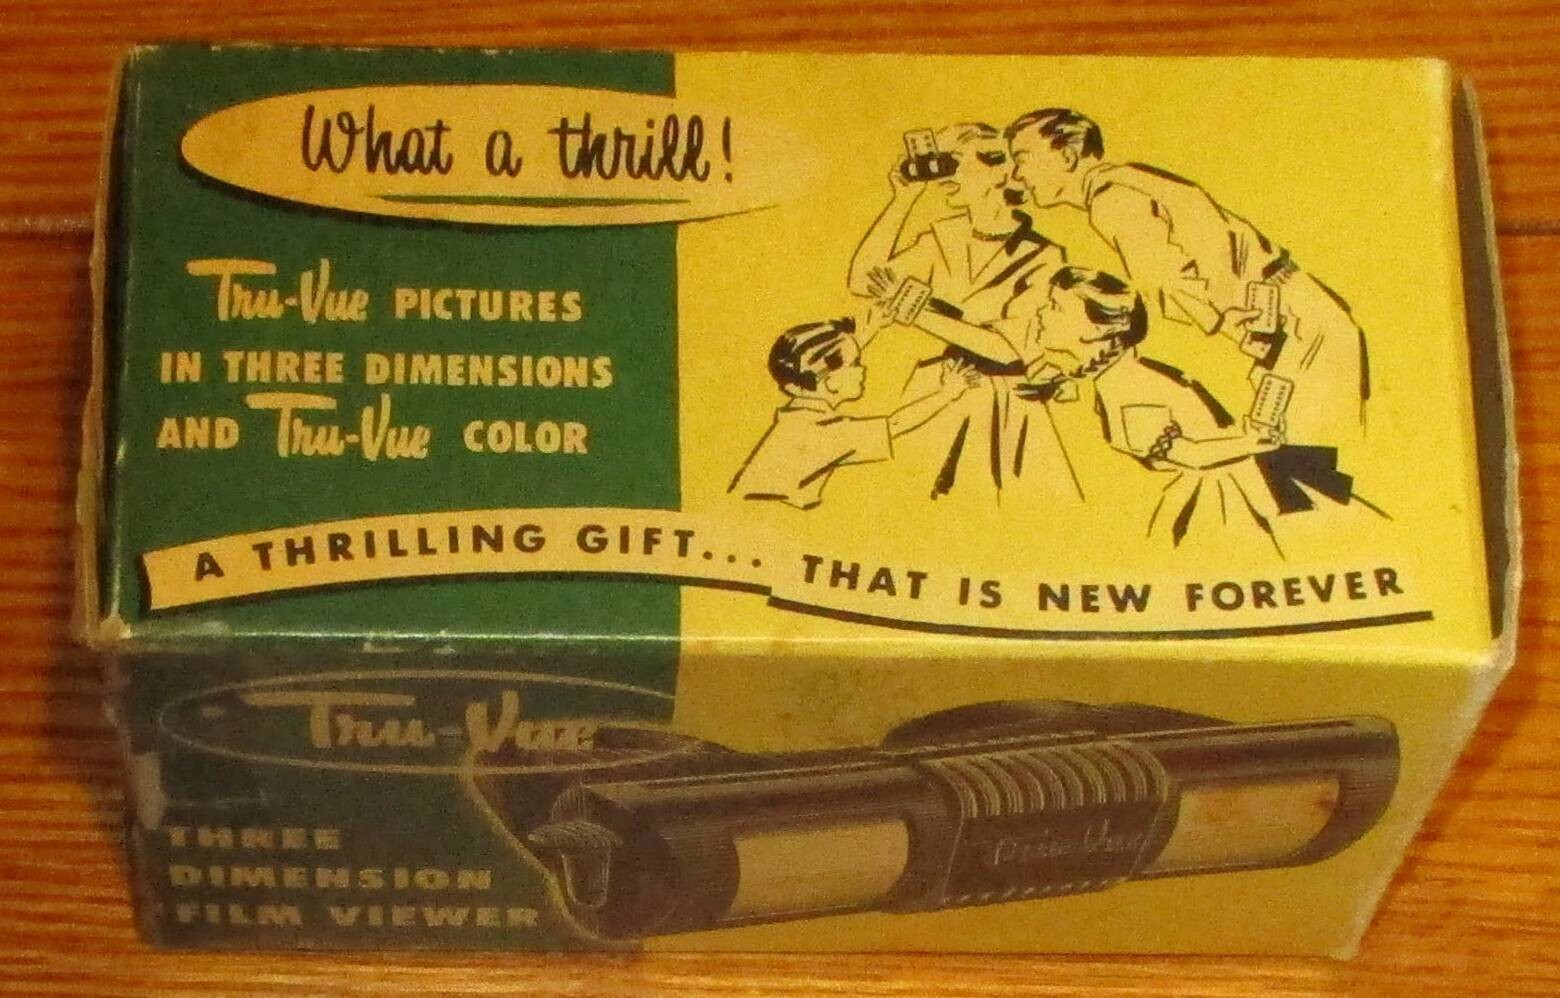 What a thrill!
Tru-Vue PICTURES
IN THREE DIMENSIONS
AND Tru-Vue COLOR
A THRILLING GIFT... THAT IS NEW FOREVER
Tru-Vue
THREE
DIMENSION
FILM VIEWER